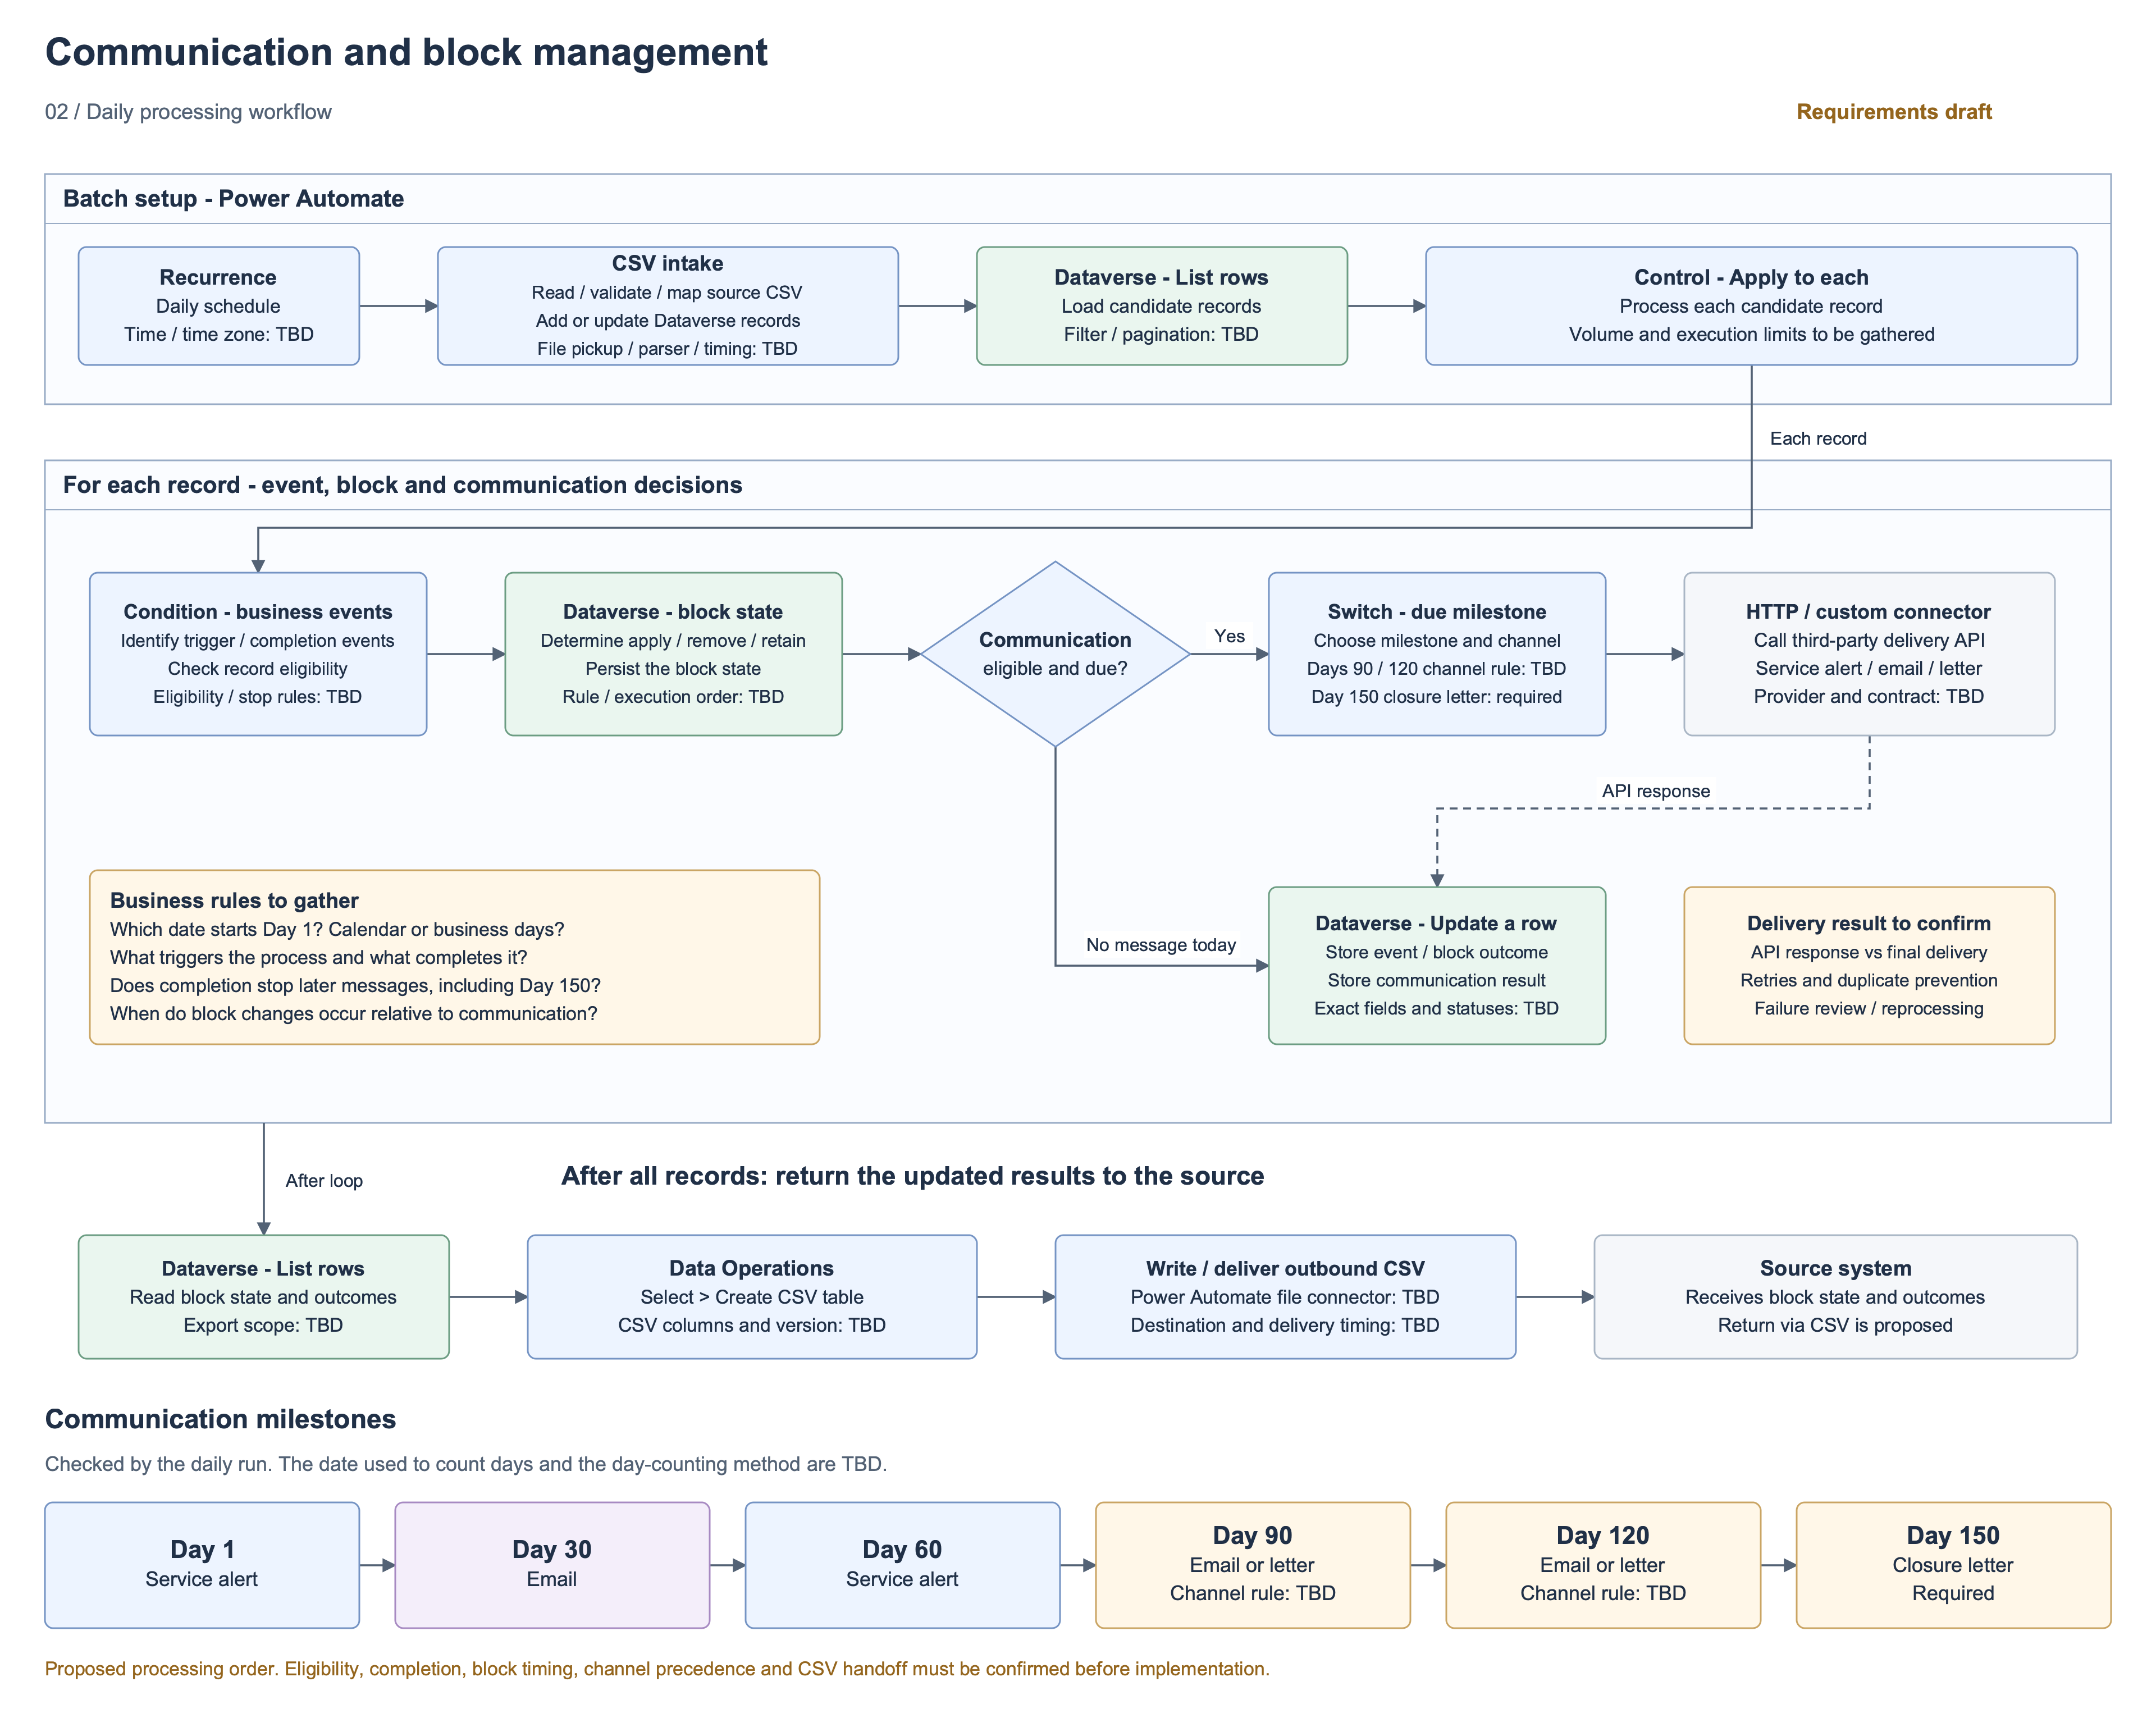 Communication and block management
02 / Daily processing workflow
Requirements draft
Batch setup - Power Automate
Recurrence
Daily schedule
Time / time zone: TBD
CSV intake
Read / validate / map source CSV
Add or update Dataverse records
File pickup / parser / timing: TBD
Dataverse - List rows
Load candidate records
Filter / pagination: TBD
Control - Apply to each
Process each candidate record
Volume and execution limits to be gathered
Each record
For each record - event, block and communication decisions
Condition - business events
Identify trigger / completion events
Check record eligibility
Eligibility / stop rules: TBD
Dataverse - block state
Determine apply / remove / retain
Persist the block state
Rule / execution order: TBD
Communication
eligible and due?
Yes
Switch - due milestone
Choose milestone and channel
Days 90 / 120 channel rule: TBD
Day 150 closure letter: required
HTTP / custom connector
Call third-party delivery API
Service alert / email / letter
Provider and contract: TBD
API response
Business rules to gather
Which date starts Day 1? Calendar or business days?
What triggers the process and what completes it?
Does completion stop later messages, including Day 150?
When do block changes occur relative to communication?
No message today
Dataverse - Update a row
Store event / block outcome
Store communication result
Exact fields and statuses: TBD
Delivery result to confirm
API response vs final delivery
Retries and duplicate prevention
Failure review / reprocessing
After loop
After all records: return the updated results to the source
Dataverse - List rows
Read block state and outcomes
Export scope: TBD
Data Operations
Select > Create CSV table
CSV columns and version: TBD
Write / deliver outbound CSV
Power Automate file connector: TBD
Destination and delivery timing: TBD
Source system
Receives block state and outcomes
Return via CSV is proposed
Communication milestones
Checked by the daily run. The date used to count days and the day-counting method are TBD.
Day 1
Service alert
Day 30
Email
Day 60
Service alert
Day 90
Email or letter
Channel rule: TBD
Day 120
Email or letter
Channel rule: TBD
Day 150
Closure letter
Required
Proposed processing order. Eligibility, completion, block timing, channel precedence and CSV handoff must be confirmed before implementation.